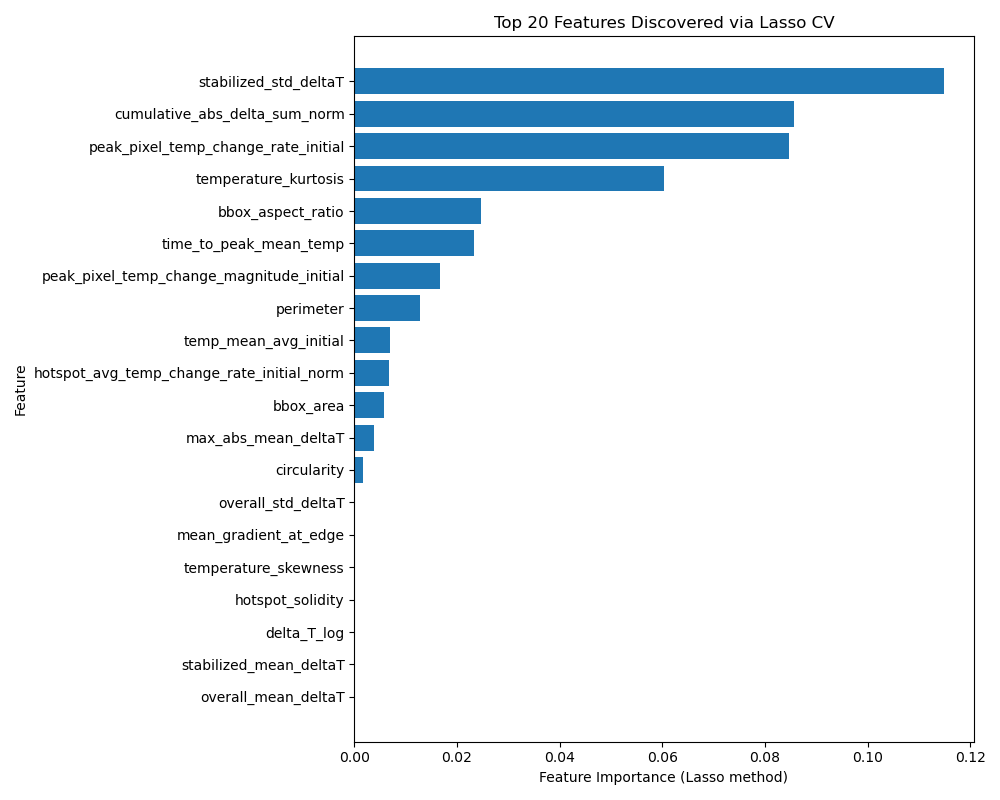 Top 20 Features Discovered via Lasso CV
stabilized_std_deltaT
cumulative_abs_delta_sum_norm
peak_pixel_temp_change_rate_initial
temperature_kurtosis
bbox_aspect_ratio
time_to_peak_mean_temp
peak_pixel_temp_change_magnitude_initial
perimeter
temp_mean_avg_initial
hotspot_avg_temp_change_rate_initial_norm
bbox_area
max_abs_mean_deltaT
circularity
overall_std_deltaT
mean_gradient_at_edge
temperature_skewness
hotspot_solidity
delta_T_log
stabilized_mean_deltaT
overall_mean_deltaT
Feature
0.00 0.02 0.04 0.06 0.08 0.10 0.12
Feature Importance (Lasso method)